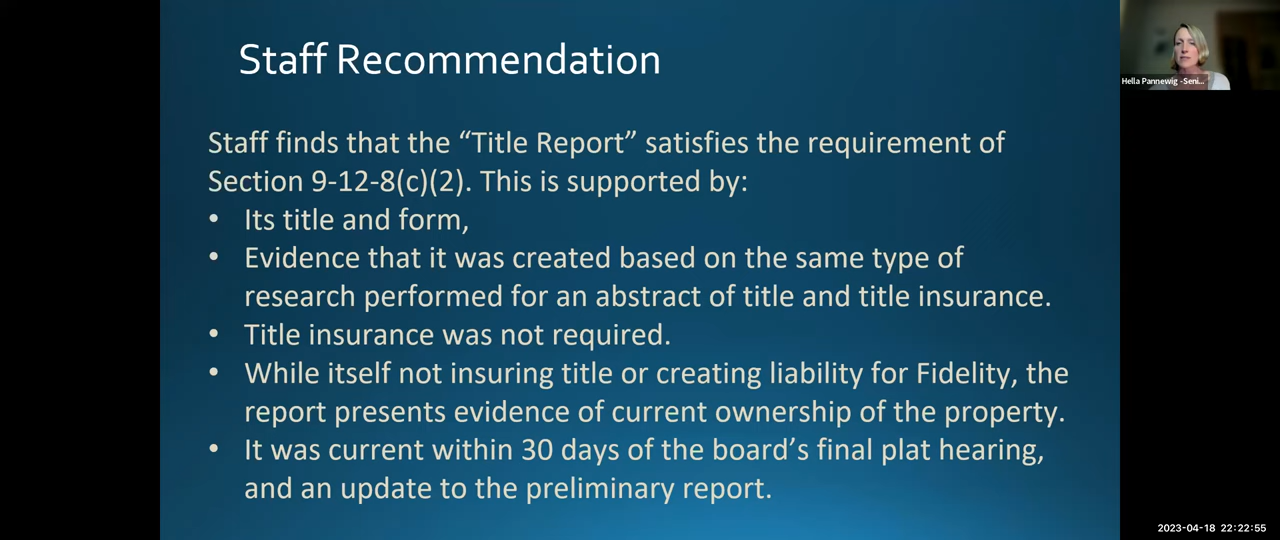 Staff Recommendation
Staff finds that the “Title Report” satisfies the requirement of
Section 9-12-8(c)(2). This is supported by:
• Its title and form,
• Evidence that it was created based on the same type of
research performed for an abstract of title and title insurance.
• Title insurance was not required.
• While itself not insuring title or creating liability for Fidelity, the
report presents evidence of current ownership of the property.
• It was current within 30 days of the board’s final plat hearing,
and an update to the preliminary report.
Hella Pannewig -Seni...
2023-04-18 22:22:55